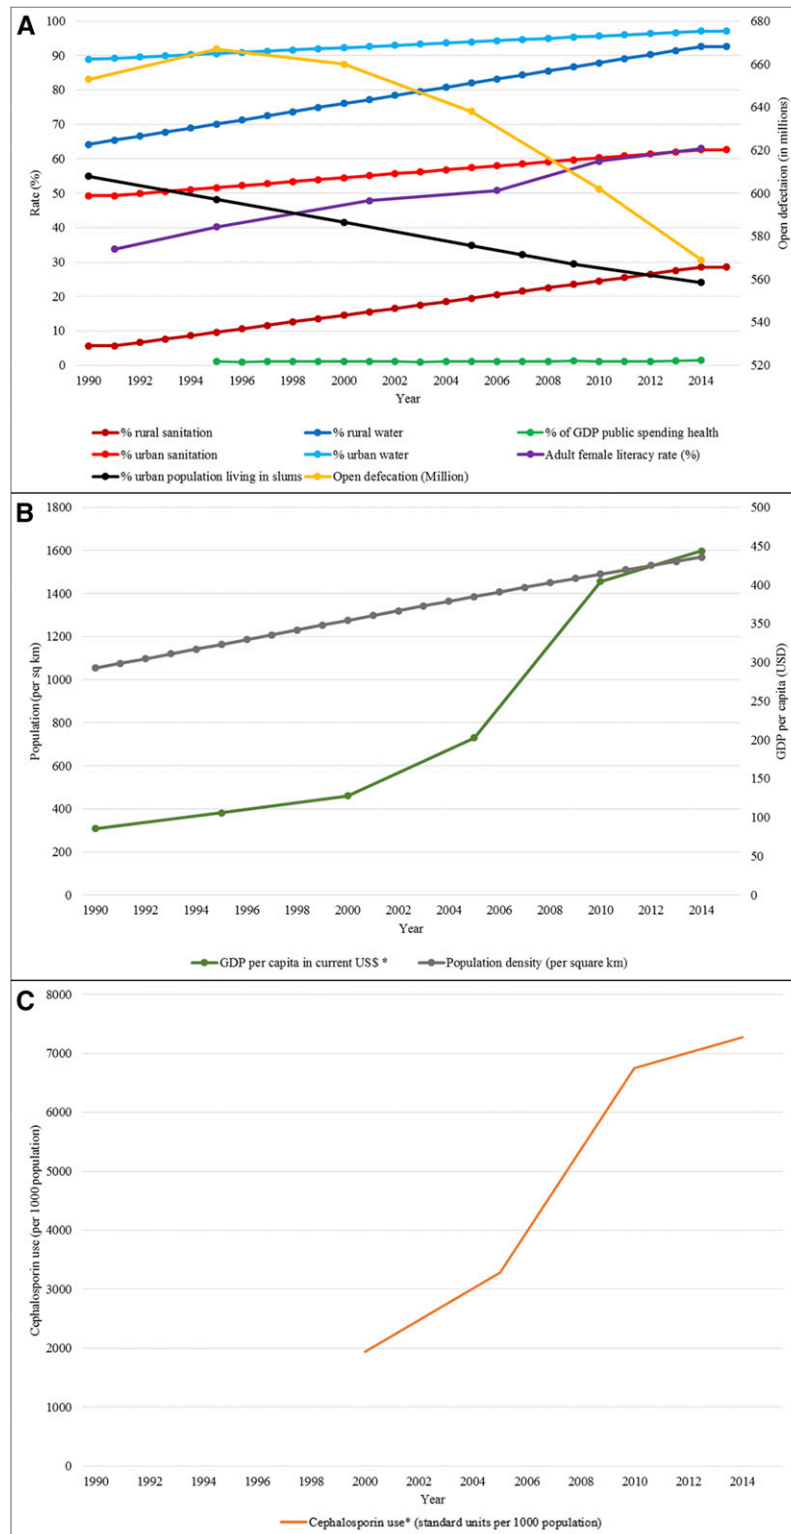 A
100
90
80
70
60
50
40
30
20
10
0
Rate (%)
680
660
640
620
600
580
560
540
520
Open defectaion (in millions)
1990 1992 1994 1996 1998 2000 2002 2004 2006 2008 2010 2012 2014
Year
% rural sanitation % rural water % of GDP public spending health
% urban sanitation % urban water Adult female literacy rate (%)
% urban population living in slums Open defecation (Million)
B
1800
1600
1400
1200
1000
800
600
400
200
0
Population (per sq km)
500
450
400
350
300
250
200
150
100
50
0
GDP per capita (USD)
1990 1992 1994 1996 1998 2000 2002 2004 2006 2008 2010 2012 2014
Year
GDP per capita in current US$ * Population density (per square km)
C
8000
7000
6000
5000
4000
3000
2000
1000
0
Cephalosporin use (per 1000 population)
1990 1992 1994 1996 1998 2000 2002 2004 2006 2008 2010 2012 2014
Year
Cephalosporin use* (standard units per 1000 population)